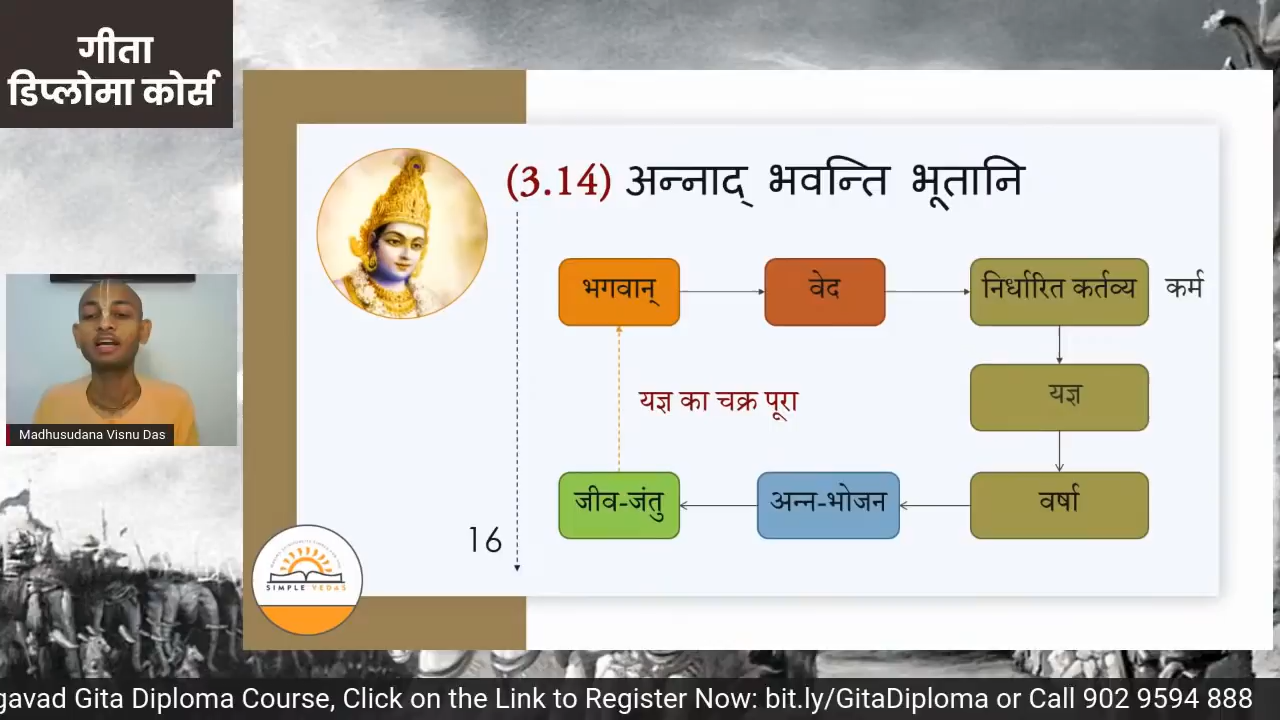 गीता
डिप्लोमा कोर्स
(3.14) अन्नाद् भवन्ति भूतानि
भगवान्
वेद
निर्धारित कर्तव्य कर्म
यज्ञ
यज्ञ का चक्र पूरा
जीव-जंतु
अन्न-भोजन
वर्षा
16
Madhusudana Visnu Das
SIMPLE VEDAS
gavad Gita Diploma Course, Click on the Link to Register Now: bit.ly/GitaDiploma or Call 902 9594 888